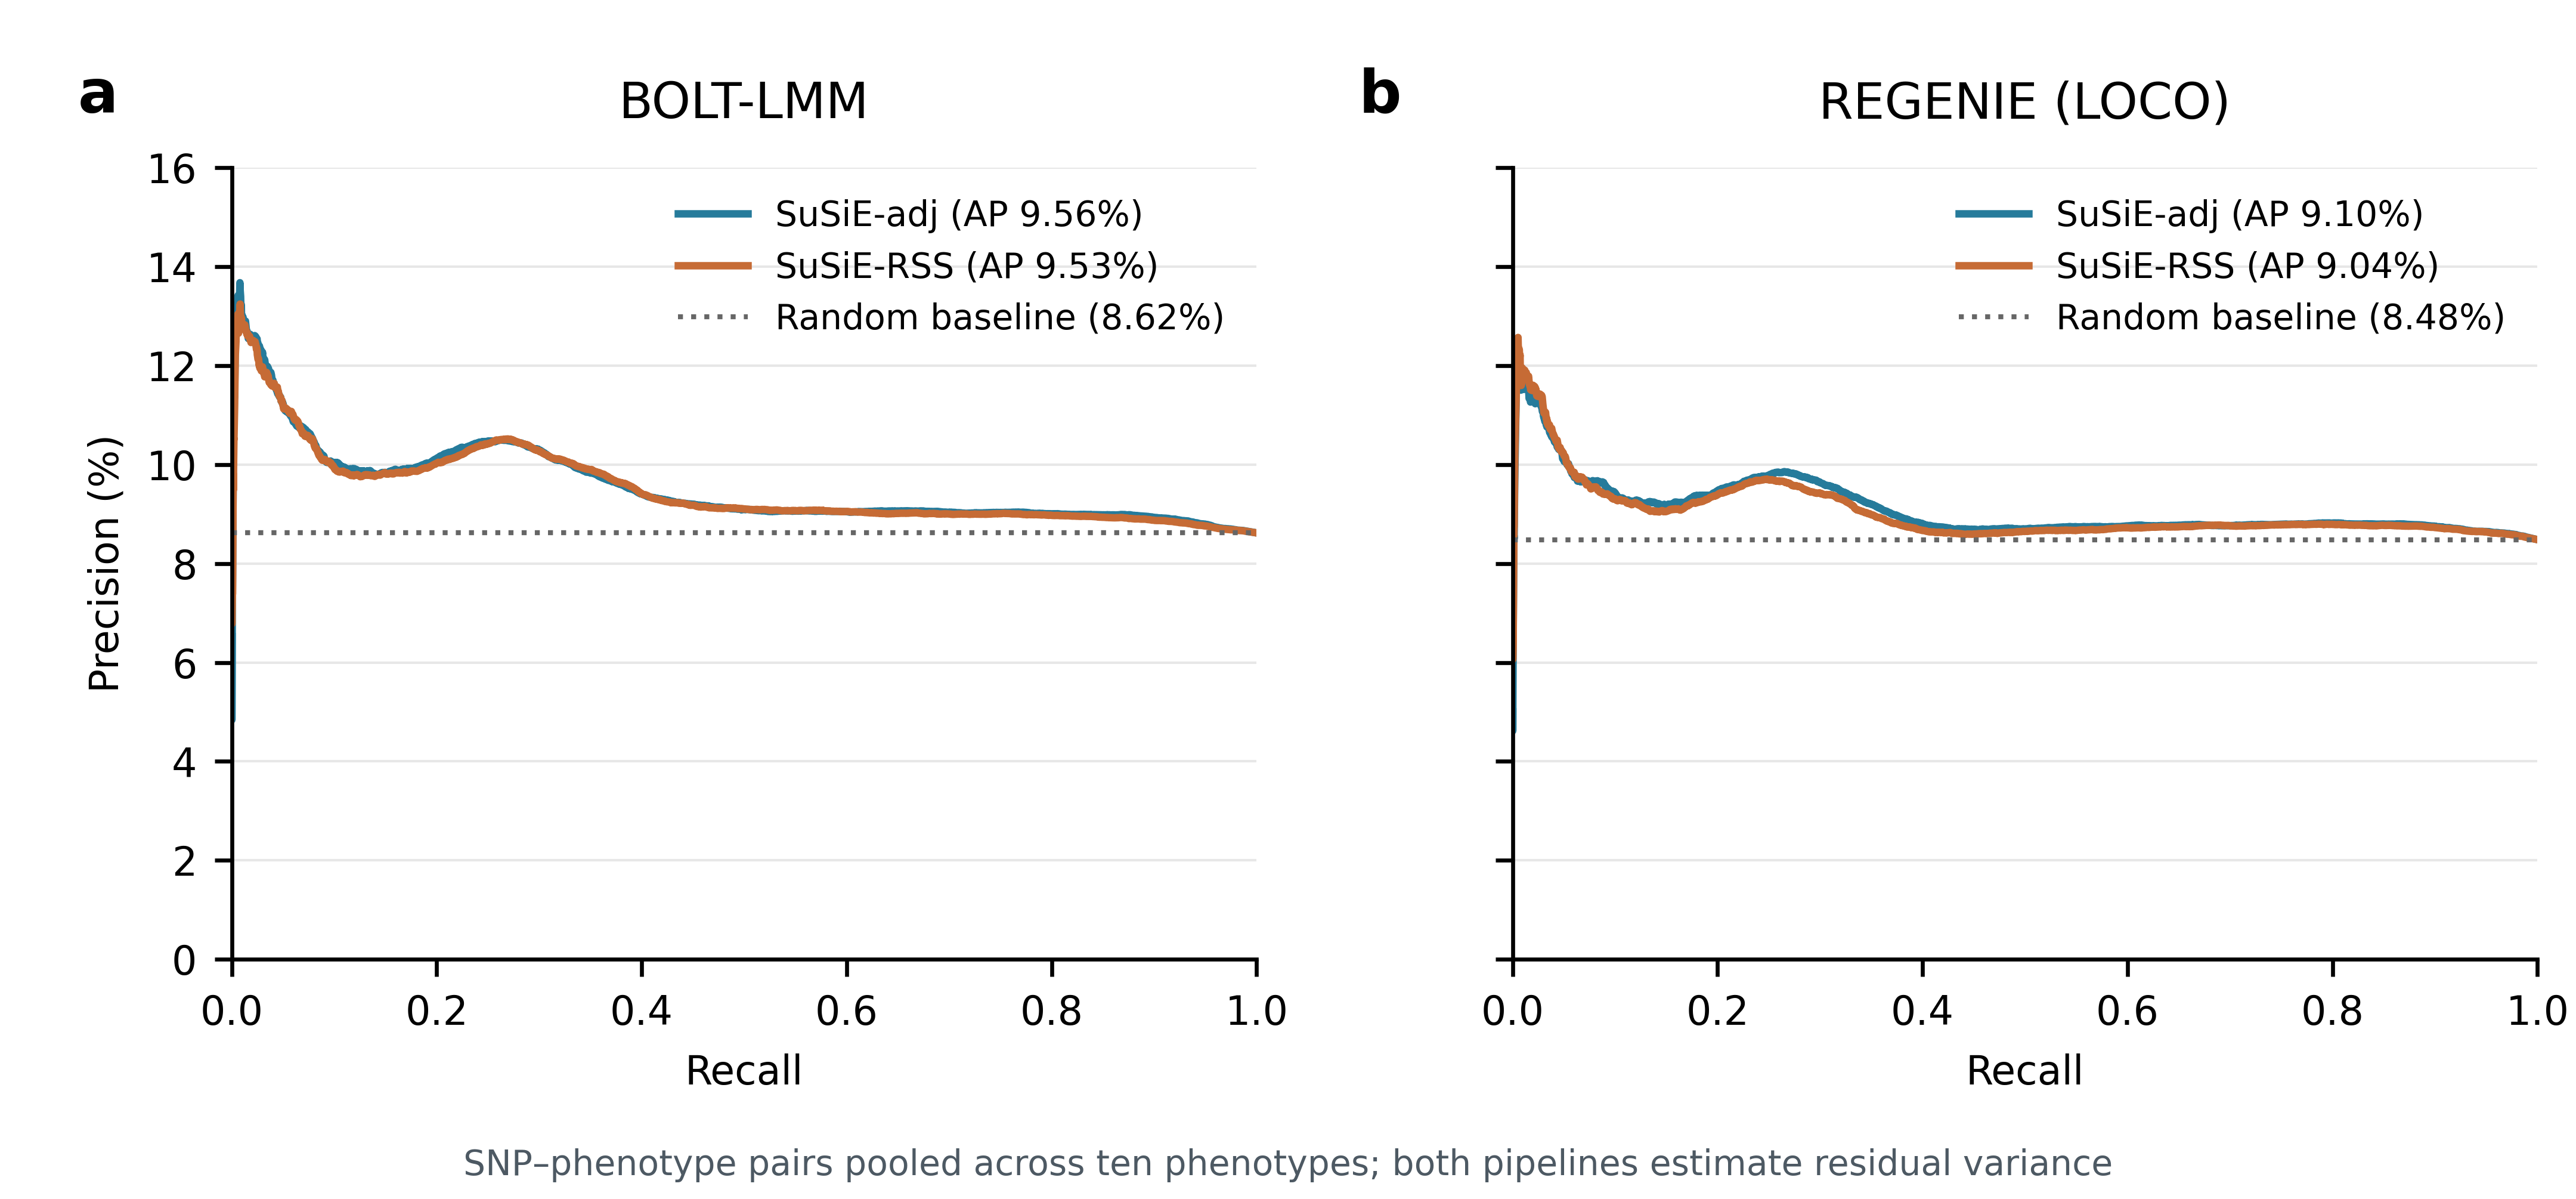 a
BOLT-LMM
Precision (%)
16
14
12
10
8
6
4
2
0
SuSiE-adj (AP 9.56%)
SuSiE-RSS (AP 9.53%)
Random baseline (8.62%)
0.0 0.2 0.4 0.6 0.8 1.0
Recall
b
REGENIE (LOCO)
SuSiE-adj (AP 9.10%)
SuSiE-RSS (AP 9.04%)
Random baseline (8.48%)
0.0 0.2 0.4 0.6 0.8 1.0
Recall
SNP–phenotype pairs pooled across ten phenotypes; both pipelines estimate residual variance